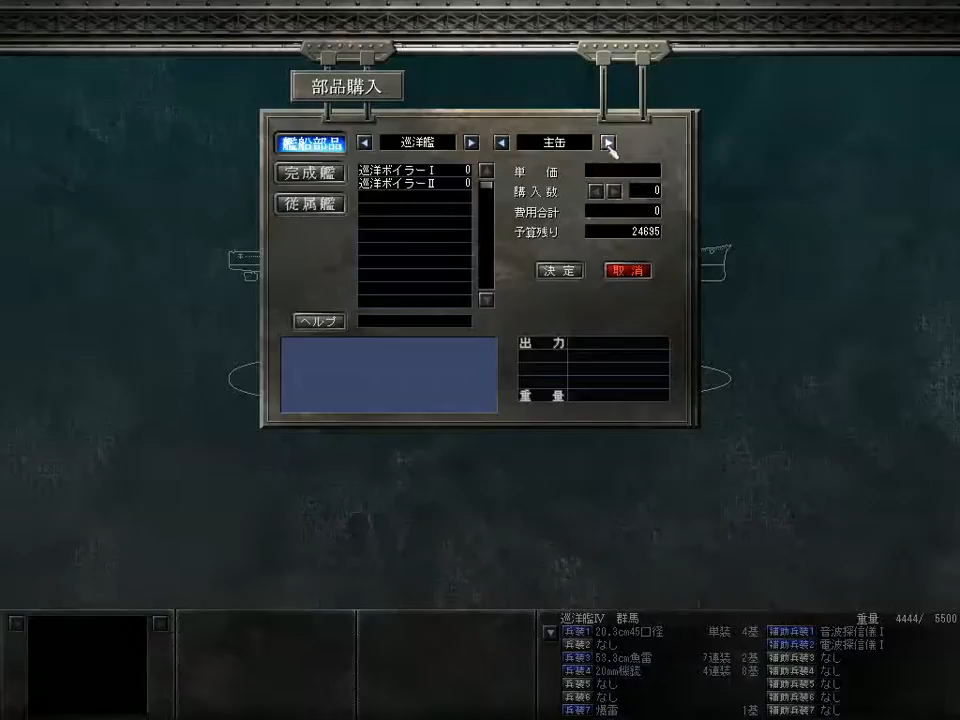 部品購入
艦船部品 巡洋艦 主缶
完成艦
従属艦
巡洋ボイラーⅠ 0
巡洋ボイラーⅡ 0
単価
購入数 0
費用合計 0
予算残り 24695
決定 取消
ヘルプ
出力
重量
巡洋艦Ⅳ 群馬 重量 4444/ 5500
兵装1 20.3cm45口径 単装 4基 補助兵装1 音波探信儀Ⅰ
兵装2 なし 補助兵装2 電波探信儀Ⅰ
兵装3 53.3cm魚雷 7連装 2基 補助兵装3 なし
兵装4 20mm機銃 4連装 8基 補助兵装4 なし
兵装5 なし 補助兵装5 なし
兵装6 なし 補助兵装6 なし
兵装7 爆雷 1基 補助兵装7 なし